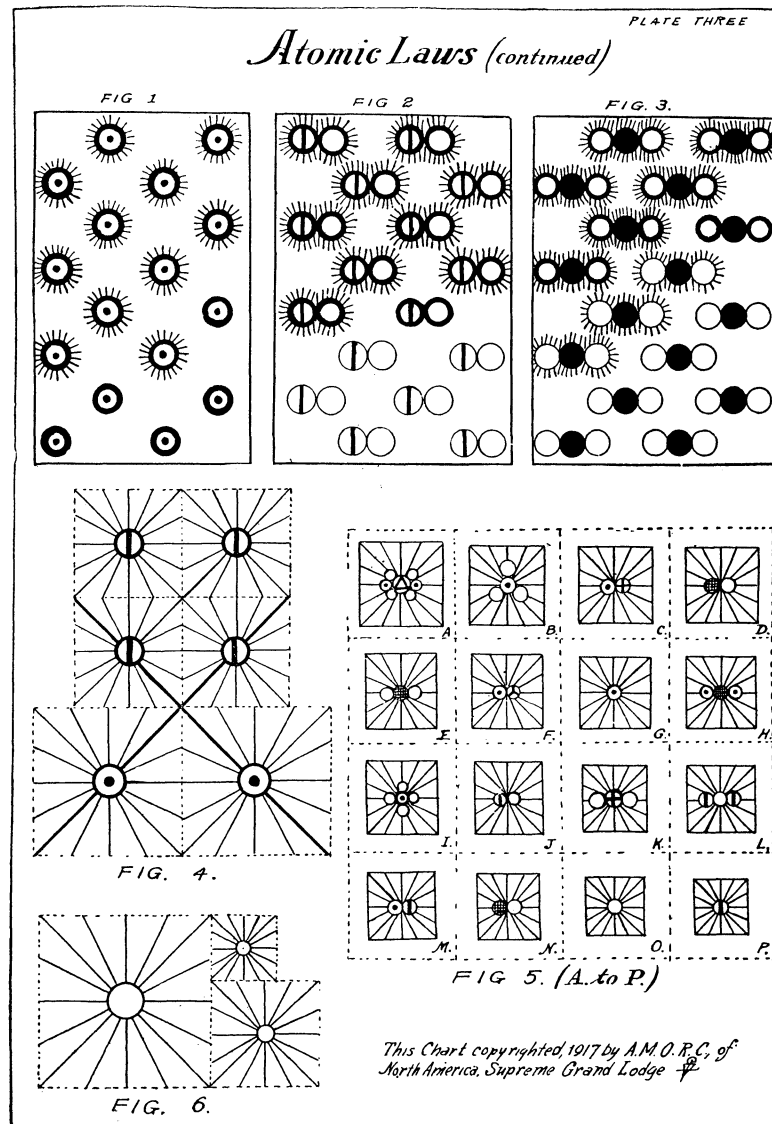 PLATE THREE
Atomic Laws (continued)
FIG 1
FIG 2
FIG. 3.
A.
B.
C.
D.
E.
F.
G.
H.
I.
J.
K.
L.
M.
N.
O.
P.
FIG. 4.
FIG 5. (A. to P.)
FIG. 6.
This Chart copyrighted, 1917 by A.M.O.R.C., of
North America, Supreme Grand Lodge